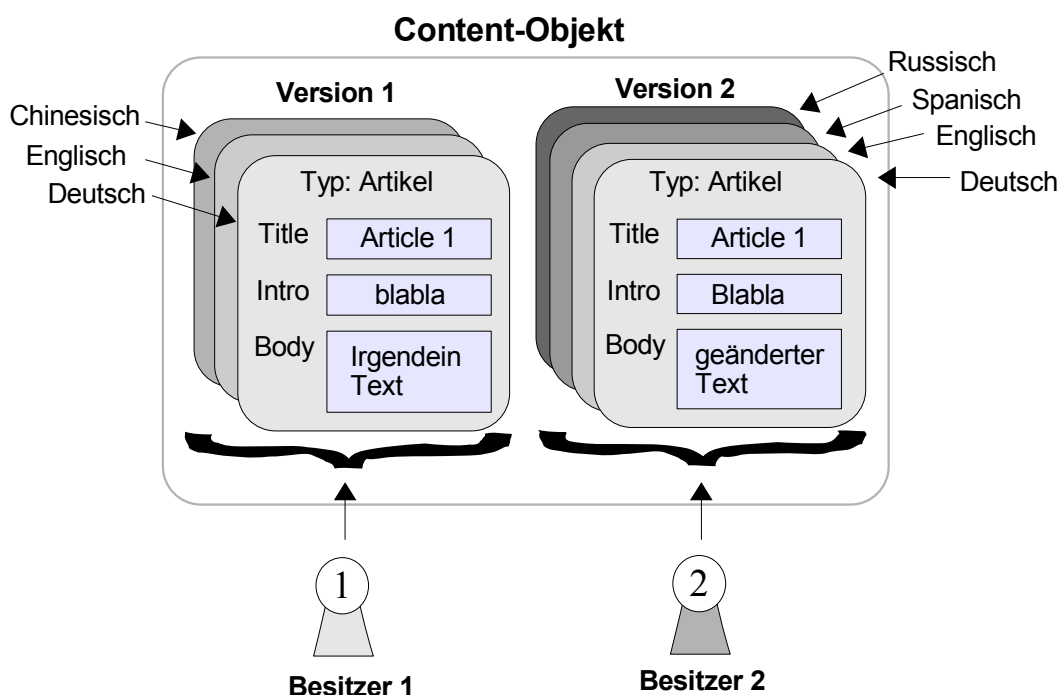 Content-Objekt
Version 1
Version 2
Chinesisch
Englisch
Deutsch
Russisch
Spanisch
Englisch
Deutsch
Typ: Artikel
Title
Article 1
Intro
blabla
Body
Irgendein
Text
Typ: Artikel
Title
Article 1
Intro
Blabla
Body
geänderter
Text
1
2
Besitzer 1
Besitzer 2